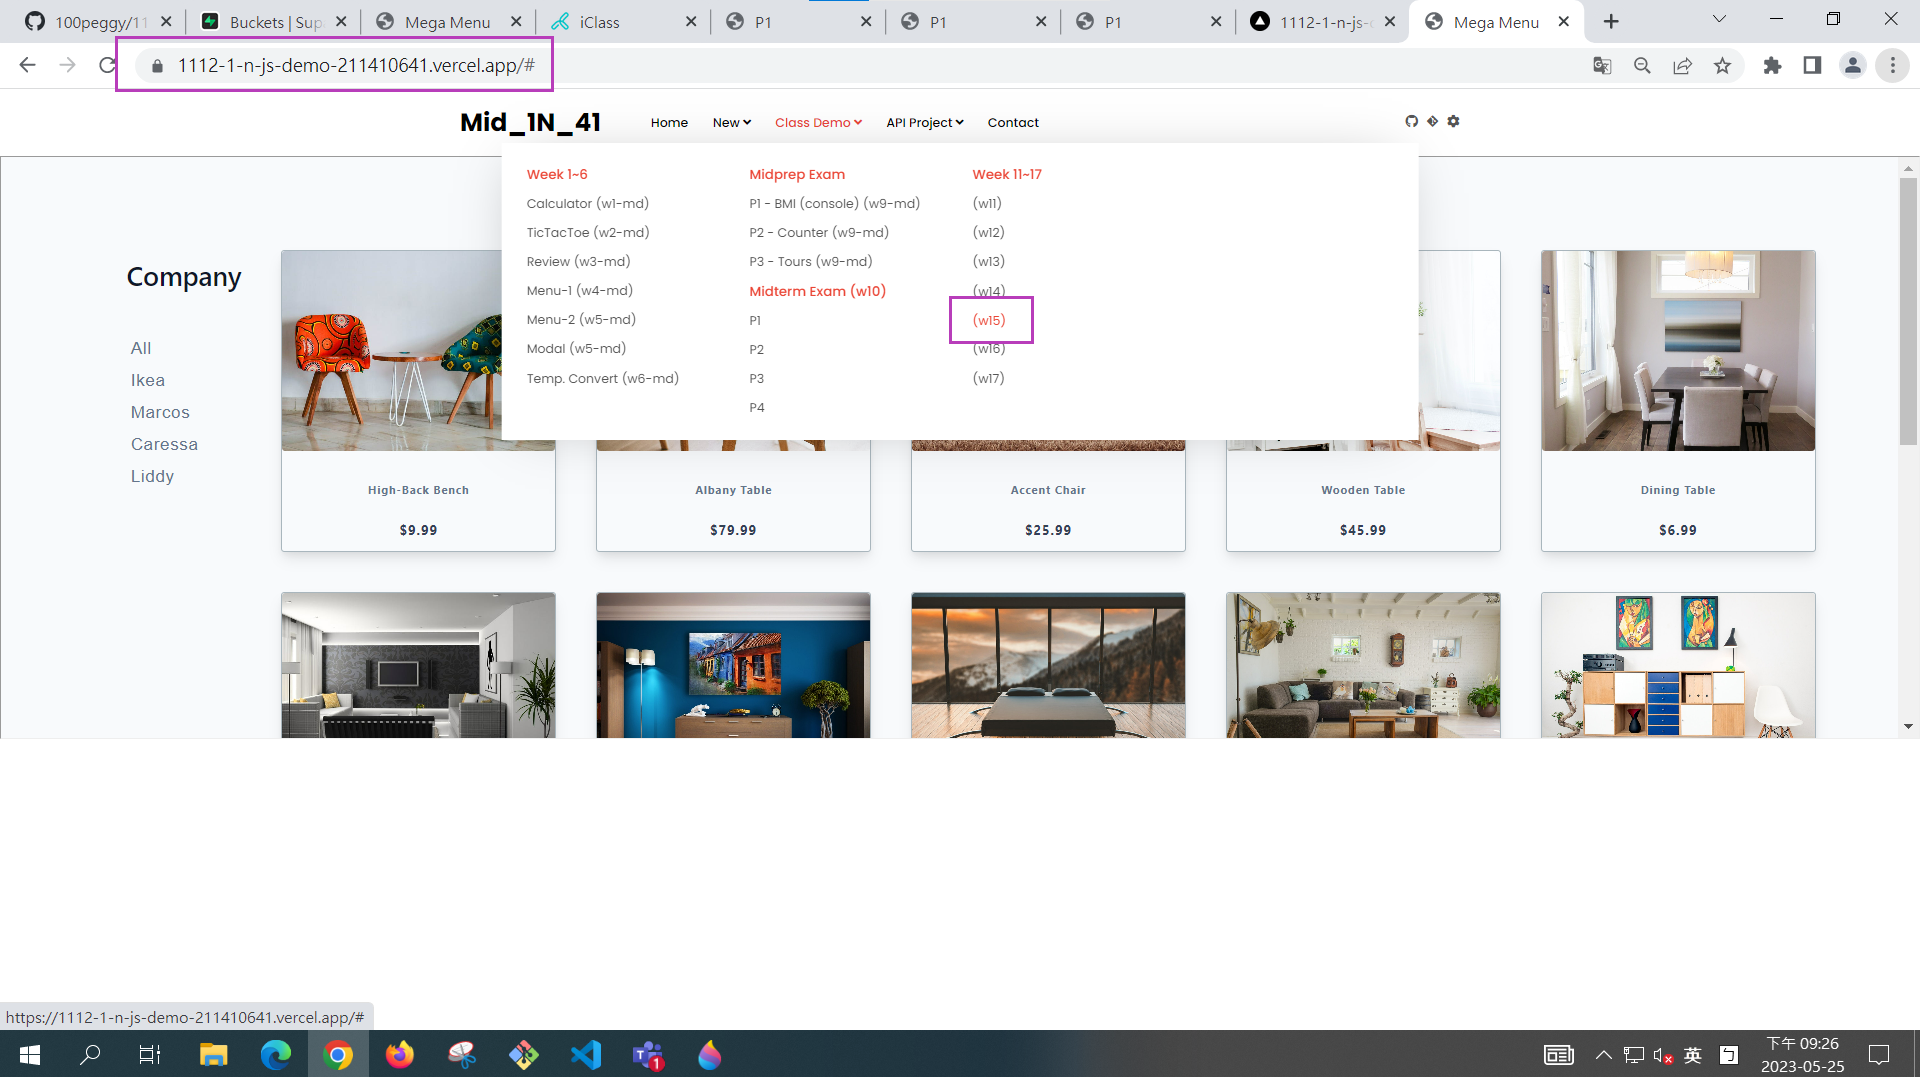 100peggy/11
Buckets | Sup
Mega Menu
iClass
P1
P1
P1
1112-1-n-js-
Mega Menu
1112-1-n-js-demo-211410641.vercel.app/#
Mid_1N_41
Home
New
Class Demo
API Project
Contact
Week 1~6
Calculator (w1-md)
TicTacToe (w2-md)
Review (w3-md)
Menu-1 (w4-md)
Menu-2 (w5-md)
Modal (w5-md)
Temp. Convert (w6-md)
Midprep Exam
P1 - BMI (console) (w9-md)
P2 - Counter (w9-md)
P3 - Tours (w9-md)
Midterm Exam (w10)
P1
P2
P3
P4
Week 11~17
(w11)
(w12)
(w13)
(w14)
(w15)
(w16)
(w17)
Company
All
Ikea
Marcos
Caressa
Liddy
High-Back Bench
$9.99
Albany Table
$79.99
Accent Chair
$25.99
Wooden Table
$45.99
Dining Table
$6.99
https://1112-1-n-js-demo-211410641.vercel.app/#
1
英
下午 09:26
2023-05-25